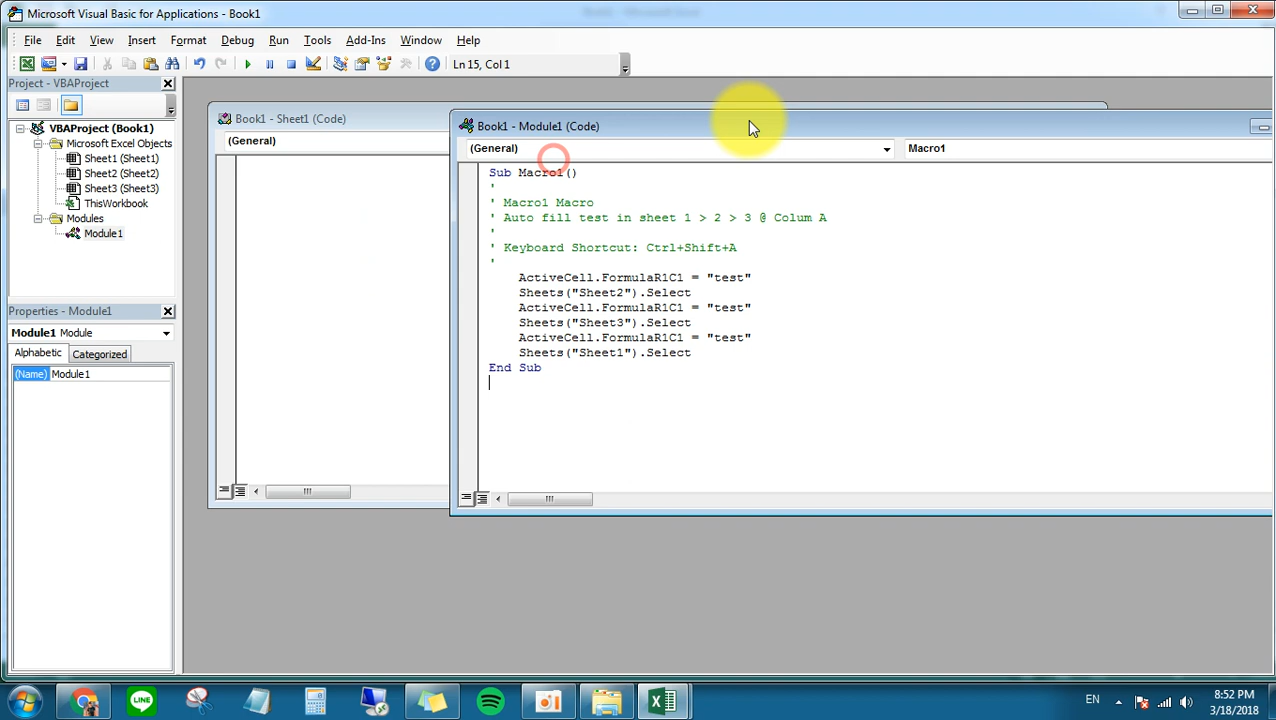 Microsoft Visual Basic for Applications - Book1
File Edit View Insert Format Debug Run Tools Add-Ins Window Help
Ln 15, Col 1
Project - VBAProject
VBAProject (Book1)
Microsoft Excel Objects
Sheet1 (Sheet1)
Sheet2 (Sheet2)
Sheet3 (Sheet3)
ThisWorkbook
Modules
Module1
Properties - Module1
Module1 Module
Alphabetic Categorized
(Name) Module1
Book1 - Sheet1 (Code)
(General)
Book1 - Module1 (Code)
(General) Macro1
Sub Macro1()
'
' Macro1 Macro
' Auto fill test in sheet 1 > 2 > 3 @ Colum A
'
' Keyboard Shortcut: Ctrl+Shift+A
'
ActiveCell.FormulaR1C1 = "test"
Sheets("Sheet2").Select
ActiveCell.FormulaR1C1 = "test"
Sheets("Sheet3").Select
ActiveCell.FormulaR1C1 = "test"
Sheets("Sheet1").Select
End Sub
LINE
EN
8:52 PM
3/18/2018